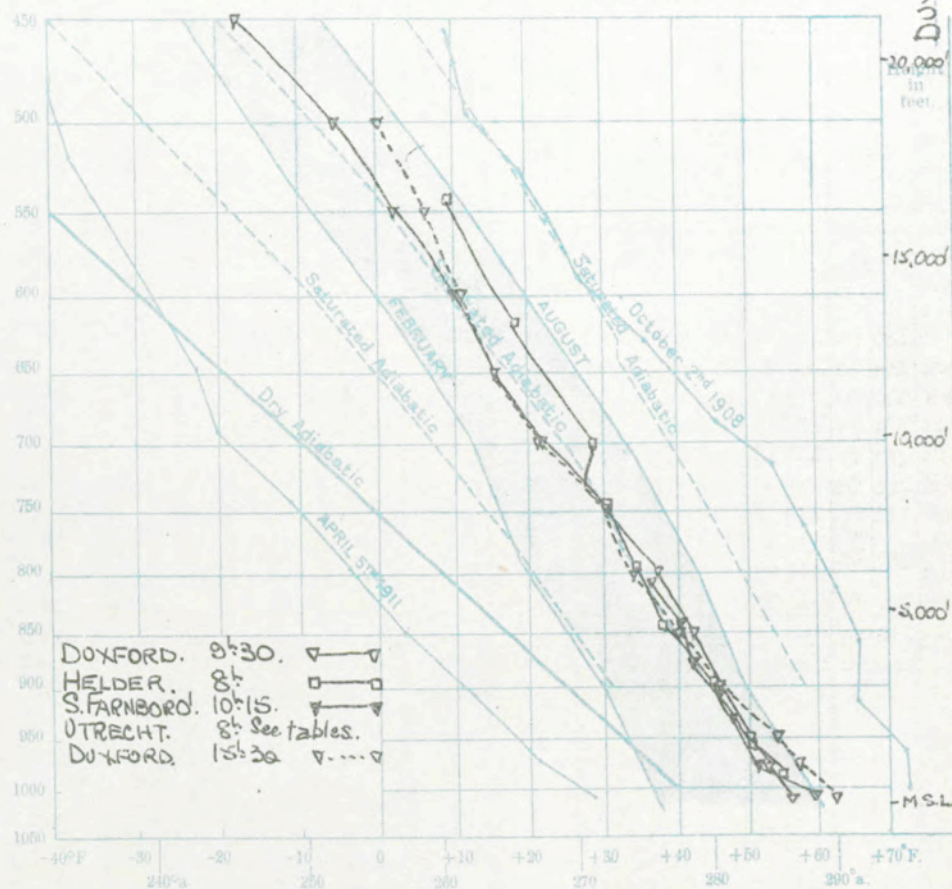 450
DUX
20,000'
Height
in
feet.
500
550
15,000'
600
Saturated Adiabatic
FEBRUARY
Saturated Adiabatic
AUGUST
Saturated Adiabatic
October 2nd 1908
650
Dry Adiabatic
700
10,000'
750
APRIL 5th 1911
800
5,000'
850
DUXFORD. 9h:30.
HELDER. 8h.
900
S.FARNBORO'. 10h:15.
UTRECHT. 8h. See tables.
950
DUXFORD. 15h:30
1000
M.S.L.
1050
-40°F -30 -20 -10 0 +10 +20 +30 +40 +50 +60 +70°F.
240°a. 250 260 270 280 290°a.